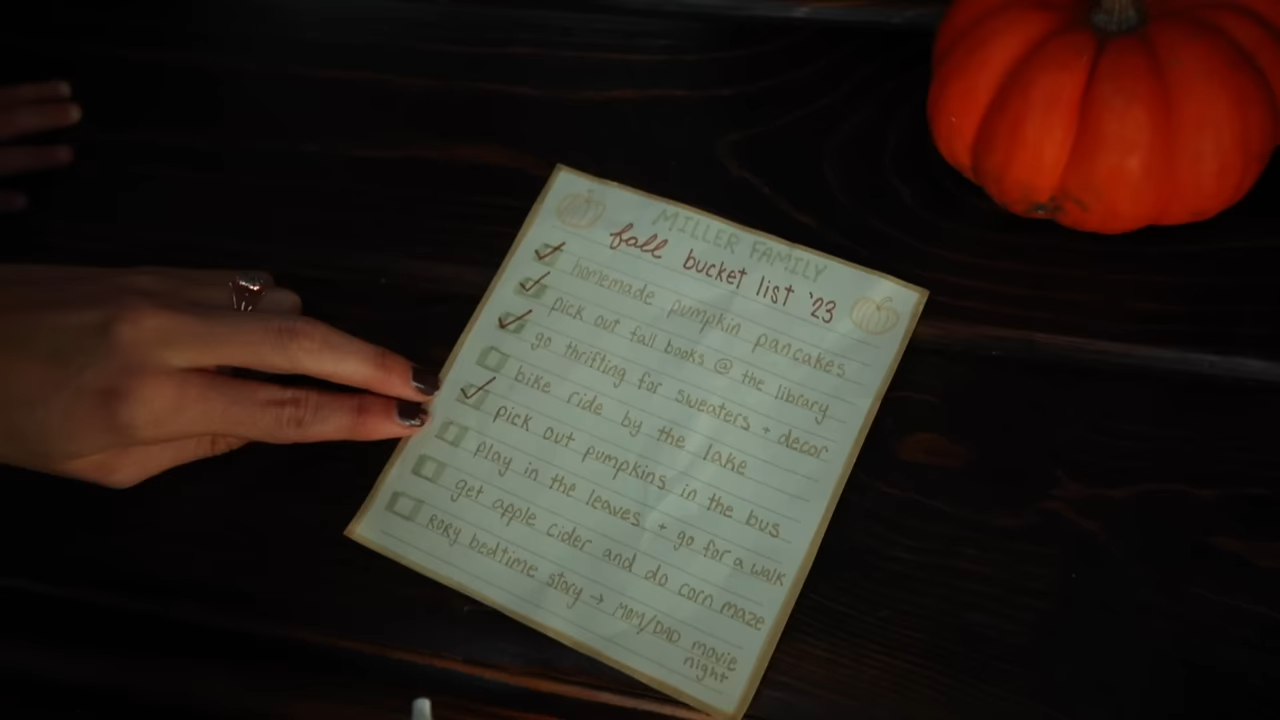 MILLER FAMILY
fall bucket list '23
homemade pumpkin pancakes
pick out fall books @ the library
go thrifting for sweaters + decor
bike ride by the lake
pick out pumpkins in the bus
play in the leaves + go for a walk
get apple cider and do corn maze
RORY bedtime story → MOM/DAD movie
night